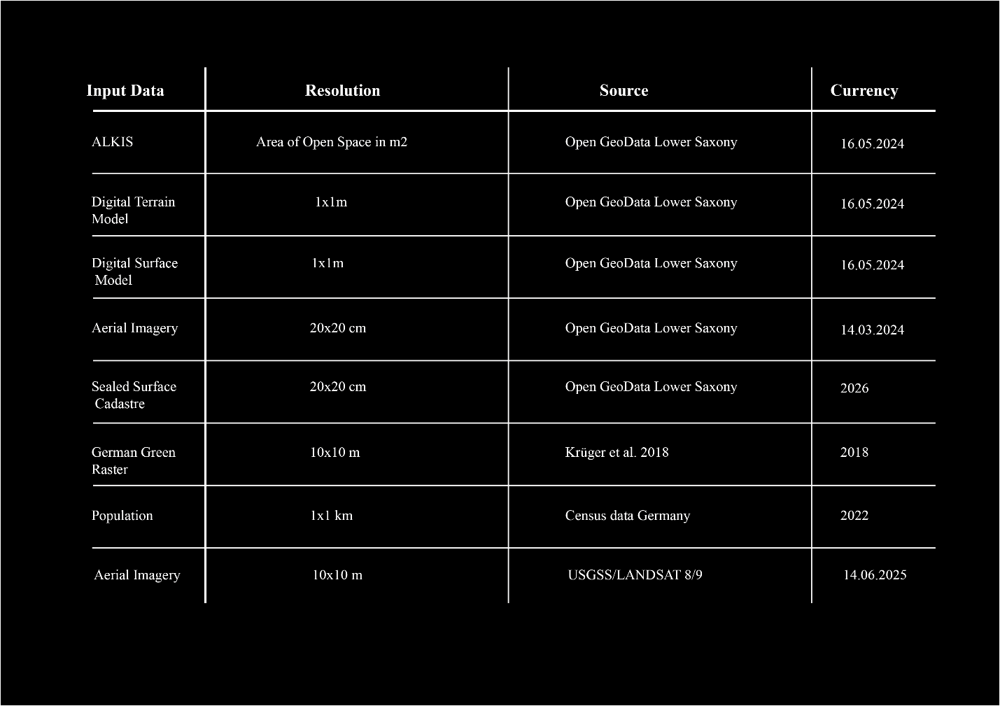 Input Data Resolution Source Currency
ALKIS Area of Open Space in m2 Open GeoData Lower Saxony 16.05.2024
Digital Terrain 1x1m Open GeoData Lower Saxony 16.05.2024
Model
Digital Surface 1x1m Open GeoData Lower Saxony 16.05.2024
Model
Aerial Imagery 20x20 cm Open GeoData Lower Saxony 14.03.2024
Sealed Surface 20x20 cm Open GeoData Lower Saxony 2026
Cadastre
German Green 10x10 m Krüger et al. 2018 2018
Raster
Population 1x1 km Census data Germany 2022
Aerial Imagery 10x10 m USGSS/LANDSAT 8/9 14.06.2025